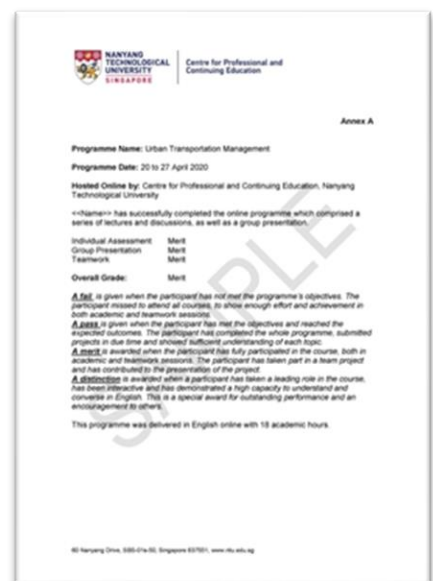 NANYANG
TECHNOLOGICAL
UNIVERSITY
SINGAPORE
Centre for Professional and
Continuing Education
Annex A
Programme Name: Urban Transportation Management
Programme Date: 20 to 27 April 2020
Hosted Online by: Centre for Professional and Continuing Education, Nanyang
Technological University
<<Name>> has successfully completed the online programme which comprised a
series of lectures and discussions, as well as a group presentation.
Individual Assessment Merit
Group Presentation Merit
Teamwork Merit
Overall Grade: Merit
A fail is given when the participant has not met the programme's objectives. The
participant missed to attend all courses, to show enough effort and achievement in
both academic and teamwork sessions.
A pass is given when the participant has met the objectives and reached the
expected outcomes. The participant has completed the whole programme, submitted
projects in due time and showed sufficient understanding of each topic.
A merit is awarded when the participant has fully participated in the course, both in
academic and teamwork sessions. The participant has taken part in a team project
and has contributed to the presentation of the project.
A distinction is awarded when a participant has taken a leading role in the course,
has been interactive and has demonstrated a high capacity to understand and
converse in English. This is a special award for outstanding performance and an
encouragement to others.
This programme was delivered in English online with 18 academic hours.
SAMPLE
60 Nanyang Drive, Singapore 637551, www.ntu.edu.sg